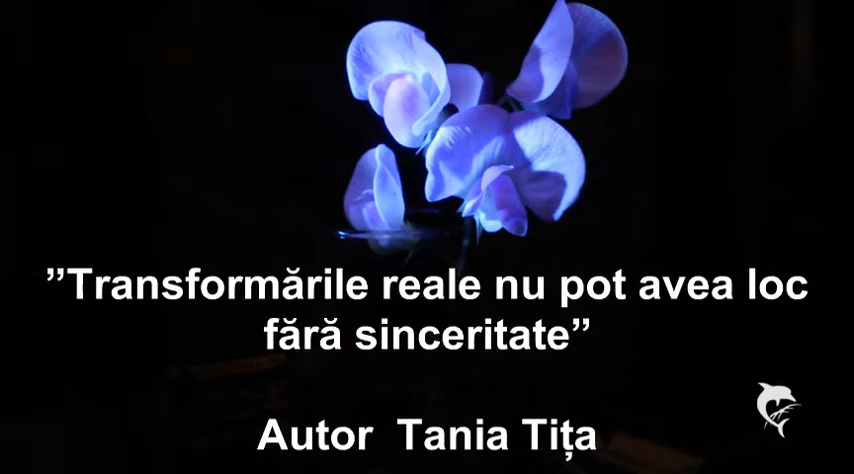 ”Transformările reale nu pot avea loc
fără sinceritate”
Autor Tania Tița